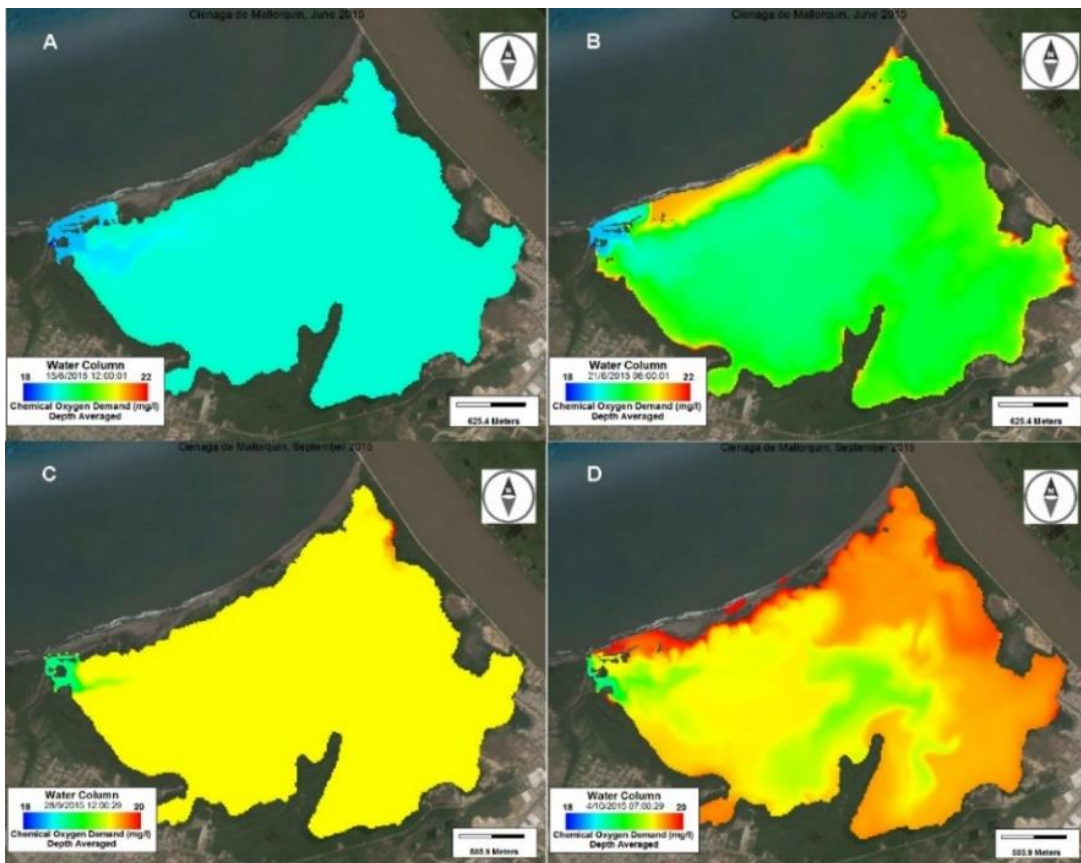 Cienaga de Mallorquin, June 2015
A
N
Water Column
15/6/2015 12:00:01
18 22
Chemical Oxygen Demand (mg/l)
Depth Averaged
625.4 Meters
Cienaga de Mallorquin, June 2015
B
N
Water Column
21/6/2015 06:00:01
18 22
Chemical Oxygen Demand (mg/l)
Depth Averaged
625.4 Meters
Cienaga de Mallorquin, September 2015
C
N
Water Column
28/9/2015 12:00:29
18 20
Chemical Oxygen Demand (mg/l)
Depth Averaged
Meters
Cienaga de Mallorquin, September 2015
D
N
Water Column
4/10/2015 07:00:29
18 20
Chemical Oxygen Demand (mg/l)
Depth Averaged
Meters